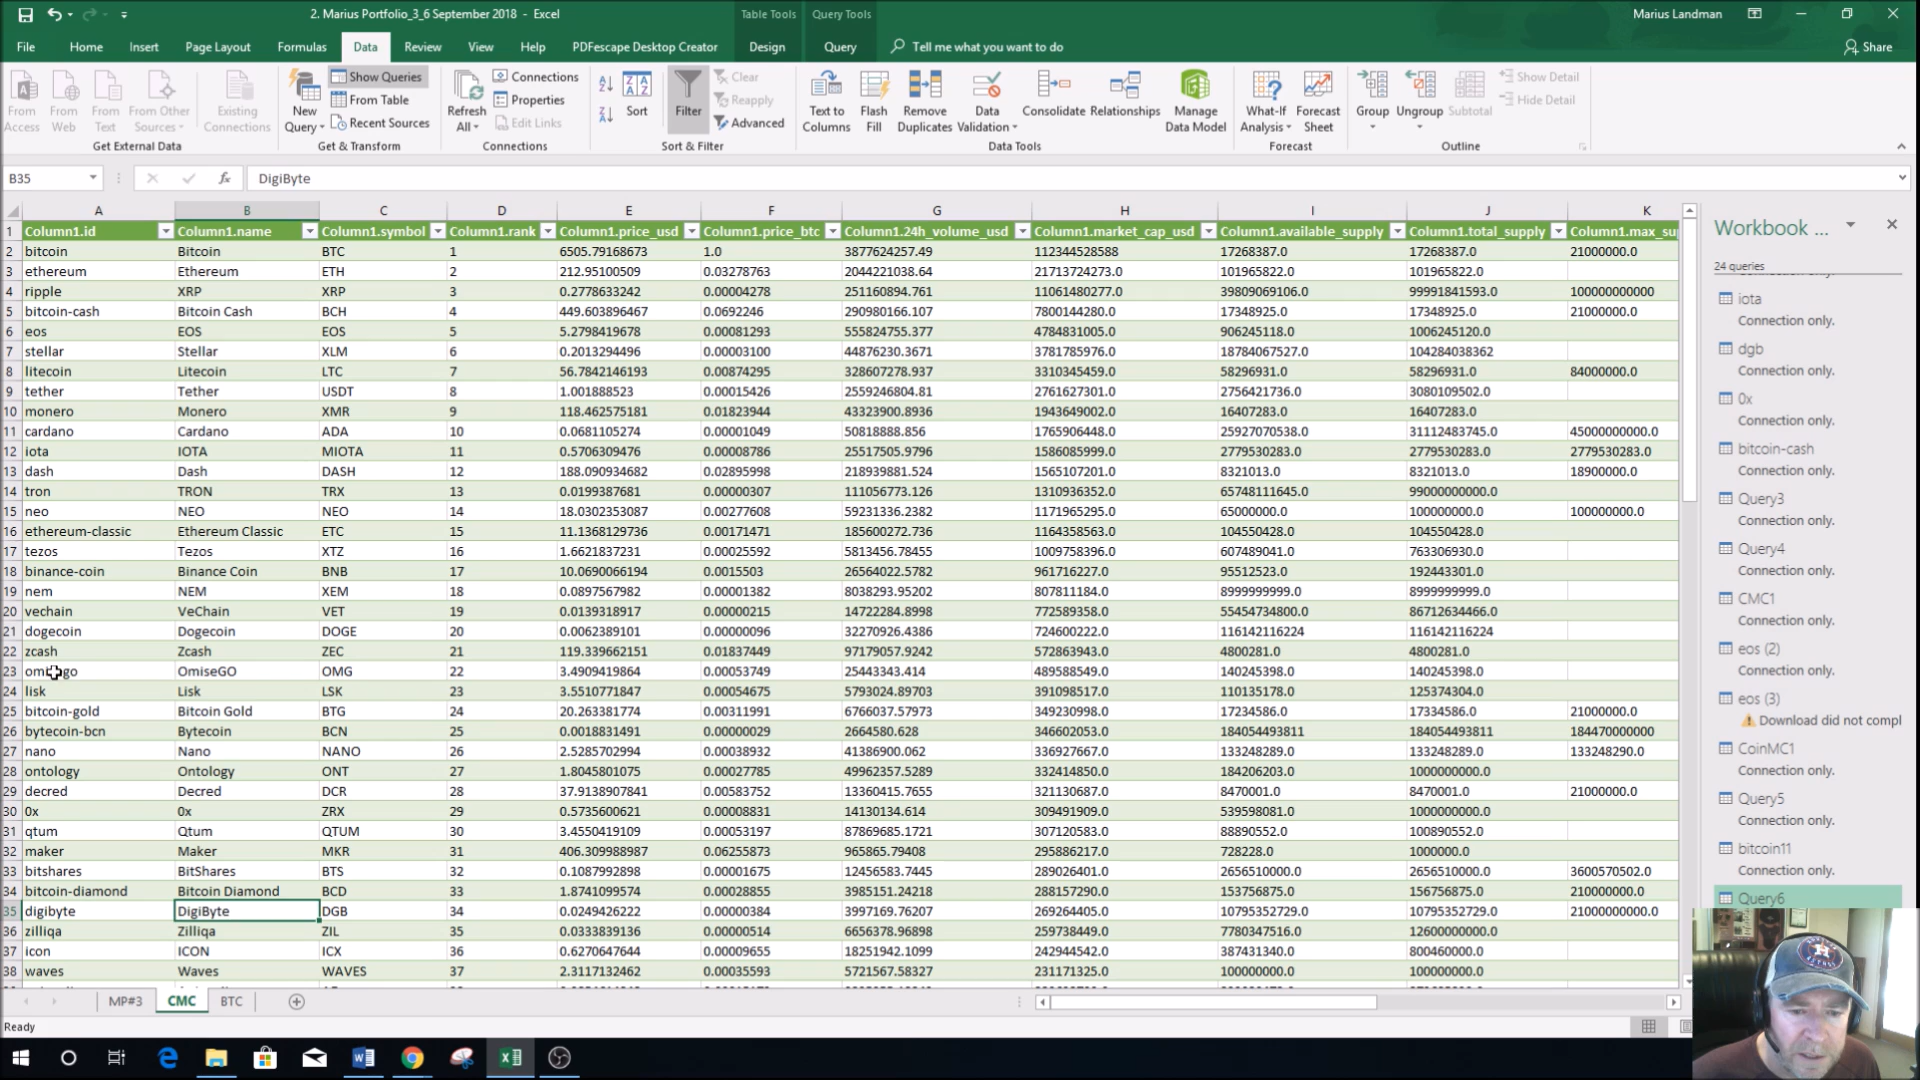 2. Marius Portfolio_3_6 September 2018 - Excel
Table Tools
Query Tools
Marius Landman
File Home Insert Page Layout Formulas Data Review View Help PDFescape Desktop Creator Design Query Tell me what you want to do Share
From Access
From Web
From Text
From Other Sources
Existing Connections
Get External Data
New Query
Show Queries
From Table
Recent Sources
Get & Transform
Refresh All
Connections
Properties
Edit Links
Connections
Sort
Filter
Clear
Reapply
Advanced
Sort & Filter
Text to Columns
Flash Fill
Remove Duplicates
Data Validation
Consolidate
Relationships
Manage Data Model
Data Tools
What-If Analysis
Forecast Sheet
Forecast
Group
Ungroup
Subtotal
Show Detail
Hide Detail
Outline
B35 fx DigiByte
A B C D E F G H I J K
1 Column1.id Column1.name Column1.symbol Column1.rank Column1.price_usd Column1.price_btc Column1.24h_volume_usd Column1.market_cap_usd Column1.available_supply Column1.total_supply Column1.max_su
2 bitcoin Bitcoin BTC 1 6505.79168673 1.0 3877624257.49 112344528588 17268387.0 17268387.0 21000000.0
3 ethereum Ethereum ETH 2 212.95100509 0.03278763 2044221038.64 21713724273.0 101965822.0 101965822.0
4 ripple XRP XRP 3 0.2778633242 0.00004278 251160894.761 11061480277.0 39809069106.0 99991841593.0 100000000000
5 bitcoin-cash Bitcoin Cash BCH 4 449.603896467 0.0692246 290980166.107 7800144280.0 17348925.0 17348925.0 21000000.0
6 eos EOS EOS 5 5.2798419678 0.00081293 555824755.377 4784831005.0 906245118.0 1006245120.0
7 stellar Stellar XLM 6 0.2013294496 0.00003100 44876230.3671 3781785976.0 18784067527.0 104284038362
8 litecoin Litecoin LTC 7 56.7842146193 0.00874295 328607278.937 3310345459.0 58296931.0 58296931.0 84000000.0
9 tether Tether USDT 8 1.001888523 0.00015426 2559246804.81 2761627301.0 2756421736.0 3080109502.0
10 monero Monero XMR 9 118.462575181 0.01823944 43323900.8936 1943649002.0 16407283.0 16407283.0
11 cardano Cardano ADA 10 0.0681105274 0.00001049 50818888.856 1765906448.0 25927070538.0 31112483745.0 45000000000.0
12 iota IOTA MIOTA 11 0.5706309476 0.00008786 25517505.9796 1586085999.0 2779530283.0 2779530283.0 2779530283.0
13 dash Dash DASH 12 188.090934682 0.02895998 218939881.524 1565107201.0 8321013.0 8321013.0 18900000.0
14 tron TRON TRX 13 0.0199387681 0.00000307 111056773.126 1310936352.0 65748111645.0 99000000000.0
15 neo NEO NEO 14 18.0302353087 0.00277608 59231336.2382 1171965295.0 65000000.0 100000000.0 100000000.0
16 ethereum-classic Ethereum Classic ETC 15 11.1368129736 0.00171471 185600272.736 1164358563.0 104550428.0 104550428.0
17 tezos Tezos XTZ 16 1.6621837231 0.00025592 5813456.78455 1009758396.0 607489041.0 763306930.0
18 binance-coin Binance Coin BNB 17 10.0690066194 0.0015503 26564022.5782 961716227.0 95512523.0 192443301.0
19 nem NEM XEM 18 0.0897567982 0.00001382 8038293.95202 807811184.0 8999999999.0 8999999999.0
20 vechain VeChain VET 19 0.0139318917 0.00000215 14722284.8998 772589358.0 55454734800.0 86712634466.0
21 dogecoin Dogecoin DOGE 20 0.0062389101 0.00000096 32270926.4386 724600222.0 116142116224 116142116224
22 zcash Zcash ZEC 21 119.339662151 0.01837449 97179057.9242 572863943.0 4800281.0 4800281.0
23 OmiseGO OMG 22 3.4909419864 0.00053749 25443343.414 489588549.0 140245398.0 140245398.0
24 lisk Lisk LSK 23 3.5510771847 0.00054675 5793024.89703 391098517.0 110135178.0 125374304.0
25 bitcoin-gold Bitcoin Gold BTG 24 20.263381774 0.00311991 6766037.57973 349230998.0 17234586.0 17334586.0 21000000.0
26 bytecoin-bcn Bytecoin BCN 25 0.0018831491 0.00000029 2664580.628 346602053.0 184054493811 184054493811 184470000000
27 nano Nano NANO 26 2.5285702994 0.00038932 41386900.062 336927667.0 133248289.0 133248289.0 133248290.0
28 ontology Ontology ONT 27 1.8045801075 0.00027785 49962357.5289 332414850.0 184206203.0 1000000000.0
29 decred Decred DCR 28 37.9138907841 0.00583752 13360415.7655 321130687.0 8470001.0 8470001.0 21000000.0
30 0x 0x ZRX 29 0.5735600621 0.00008831 14130134.614 309491909.0 539598081.0 1000000000.0
31 qtum Qtum QTUM 30 3.4550419109 0.00053197 87869685.1721 307120583.0 88890552.0 100890552.0
32 maker Maker MKR 31 406.309988987 0.06255873 965865.79408 295886217.0 728228.0 1000000.0
33 bitshares BitShares BTS 32 0.1087992898 0.00001675 12456583.7445 289026401.0 2656510000.0 2656510000.0 3600570502.0
34 bitcoin-diamond Bitcoin Diamond BCD 33 1.8741099574 0.00028855 3985151.24218 288157290.0 153756875.0 156756875.0 210000000.0
35 digibyte DigiByte DGB 34 0.0249426222 0.00000384 3997169.76207 269264405.0 10795352729.0 10795352729.0 21000000000.0
36 zilliqa Zilliqa ZIL 35 0.0333839136 0.00000514 6656378.96898 259738449.0 7780347516.0 12600000000.0
37 icon ICON ICX 36 0.6270647644 0.00009655 18251942.1099 242944542.0 387431340.0 800460000.0
38 waves Waves WAVES 37 2.3117132462 0.00035593 5721567.58327 231171325.0 100000000.0 100000000.0
MP#3 CMC BTC
Ready
Workbook ...
24 queries
iota
Connection only.
dgb
Connection only.
0x
Connection only.
bitcoin-cash
Connection only.
Query3
Connection only.
Query4
Connection only.
CMC1
Connection only.
eos (2)
Connection only.
eos (3)
Download did not compl
CoinMC1
Connection only.
Query5
Connection only.
bitcoin11
Connection only.
Query6